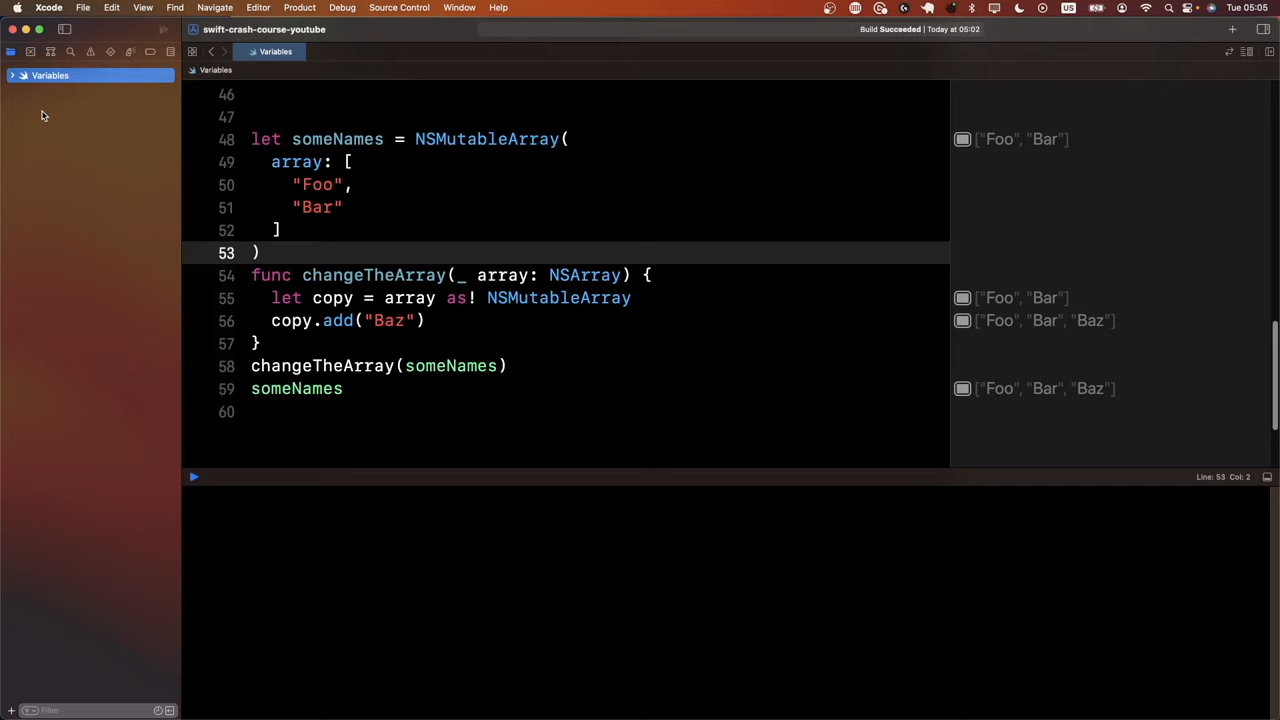 Xcode File Edit View Find Navigate Editor Product Debug Source Control Window Help US Tue 05:05
swift-crash-course-youtube Build Succeeded | Today at 05:02
Variables
Variables Variables
46
47
48 let someNames = NSMutableArray( ["Foo", "Bar"]
49 array: [
50 "Foo",
51 "Bar"
52 ]
53 )
54 func changeTheArray(_ array: NSArray) {
55 let copy = array as! NSMutableArray ["Foo", "Bar"]
56 copy.add("Baz") ["Foo", "Bar", "Baz"]
57 }
58 changeTheArray(someNames)
59 someNames ["Foo", "Bar", "Baz"]
60
Line: 53 Col: 2
Filter